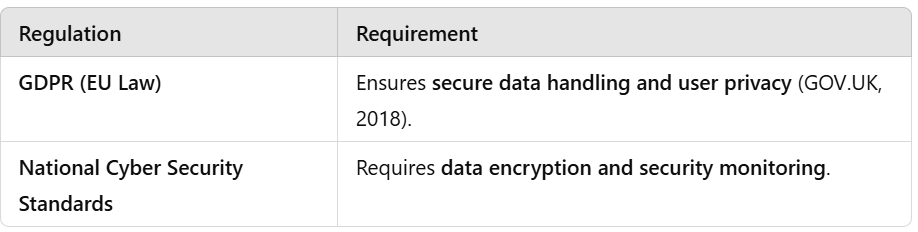 Regulation Requirement
GDPR (EU Law) Ensures secure data handling and user privacy (GOV.UK,
2018).
National Cyber Security Requires data encryption and security monitoring.
Standards